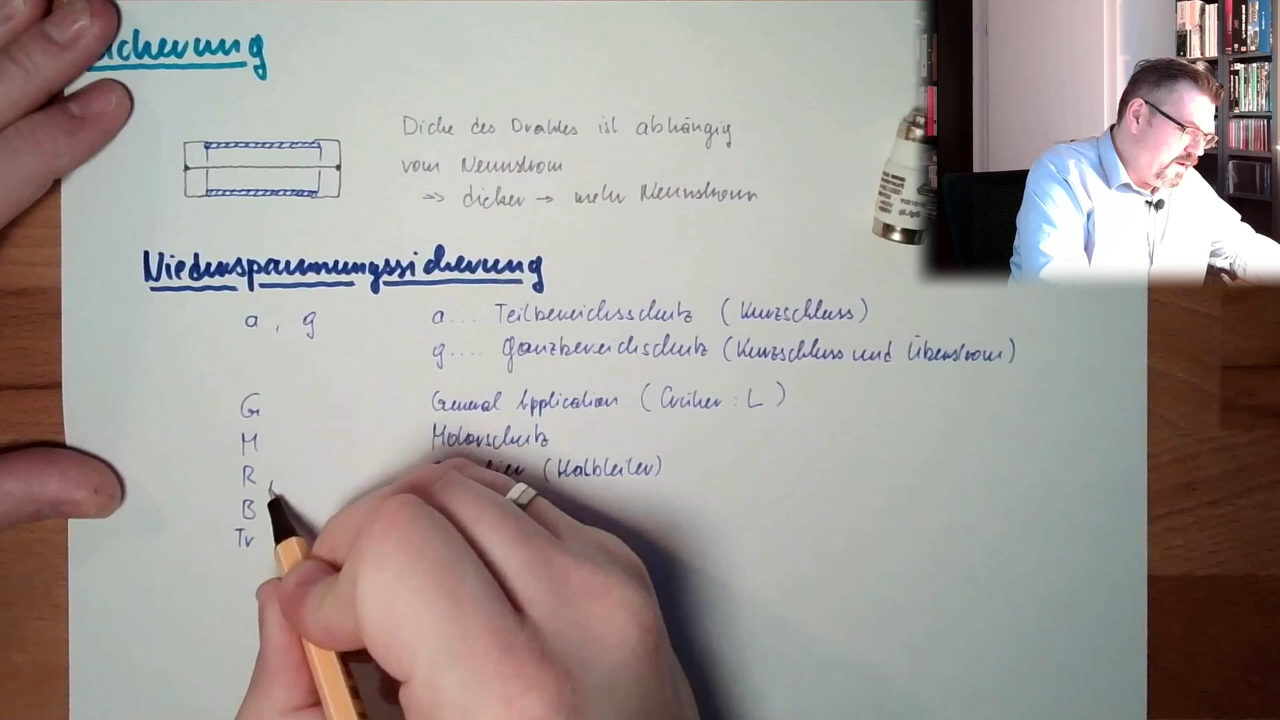 icherung
Dicke des Drahtes ist abhängig
vom Nennstrom
=> dicker → mehr Nennstrom
Niederspannungssicherung
a, g
a... Teilbereichsschutz (Kurzschluss)
g.... Ganzbereichschutz (Kurzschluss und Überstrom)
G General Application (früher: L)
M Motorschutz
R (Halbleiter)
B
Tr